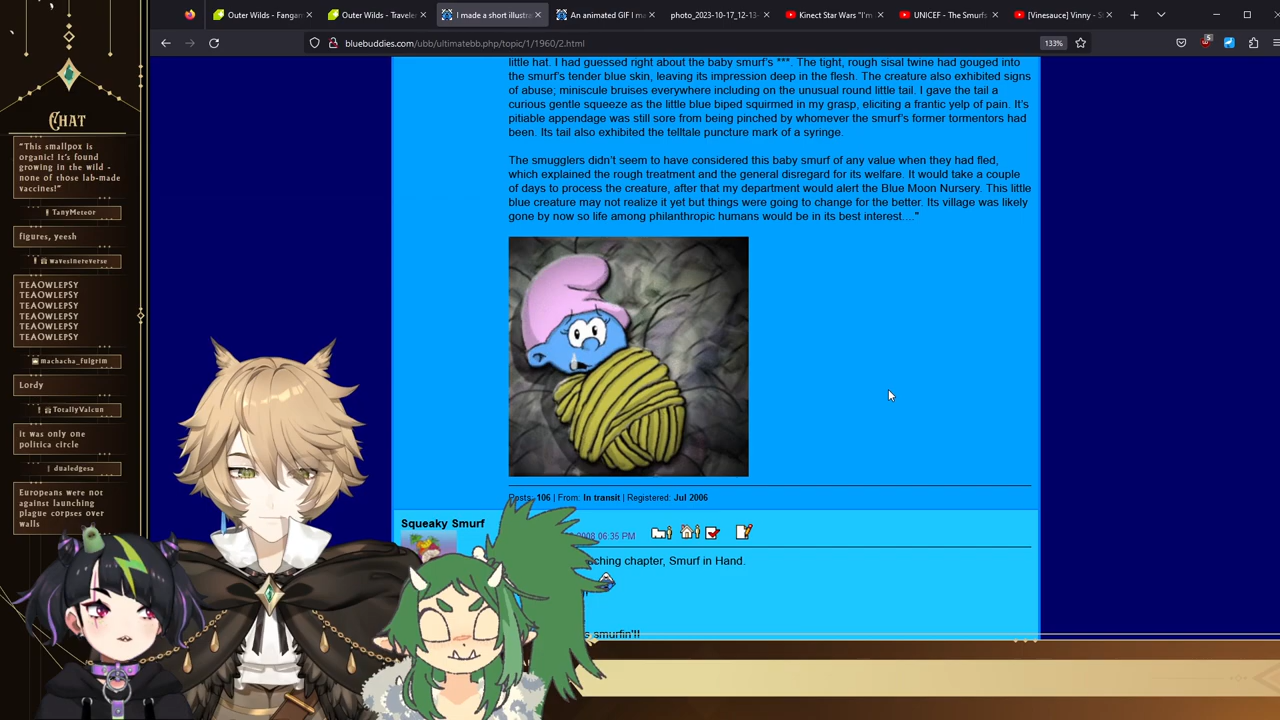 Outer Wilds - Fangam
Outer Wilds - Traveler
I made a short illustra
An animated GIF I ma
photo_2023-10-17_12-13-
Kinect Star Wars "I'm
UNICEF - The Smurfs
[Vinesauce] Vinny - S
bluebuddies.com/ubb/ultimatebb.php/topic/1/1960/2.html
133%
5
CHAT
"This smallpox is
organic! It's found
growing in the wild -
none of those lab-made
vaccines!"
TanyMeteor
figures, yeesh
wavesinereverse
TEAOWLEPSY
TEAOWLEPSY
TEAOWLEPSY
TEAOWLEPSY
TEAOWLEPSY
TEAOWLEPSY
machacha_fulgrim
Lordy
TotallyValcun
it was only one
politica circle
dualedgesa
Europeans were not
against launching
plague corpses over
walls
little hat. I had guessed right about the baby smurf's ***. The tight, rough sisal twine had gouged into
the smurf's tender blue skin, leaving its impression deep in the flesh. The creature also exhibited signs
of abuse; miniscule bruises everywhere including on the unusual round little tail. I gave the tail a
curious gentle squeeze as the little blue biped squirmed in my grasp, eliciting a frantic yelp of pain. It's
pitiable appendage was still sore from being pinched by whomever the smurf's former tormentors had
been. Its tail also exhibited the telltale puncture mark of a syringe.
The smugglers didn't seem to have considered this baby smurf of any value when they had fled,
which explained the rough treatment and the general disregard for its welfare. It would take a couple
of days to process the creature, after that my department would alert the Blue Moon Nursery. This little
blue creature may not realize it yet but things were going to change for the better. Its village was likely
gone by now so life among philanthropic humans would be in its best interest...."
Posts: 106 | From: In transit | Registered: Jul 2006
Squeaky Smurf
06:35 PM
ching chapter, Smurf in Hand.
s smurfin'!!